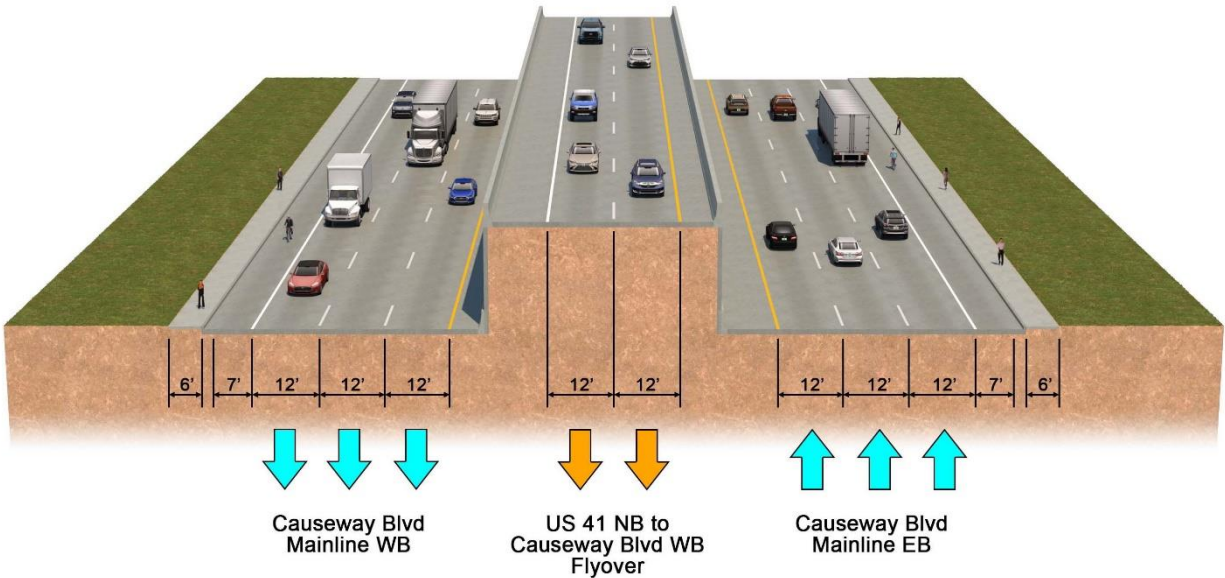 6' 7' 12' 12' 12' 12' 12' 12' 12' 12' 7' 6'
Causeway Blvd
Mainline WB
US 41 NB to
Causeway Blvd WB
Flyover
Causeway Blvd
Mainline EB